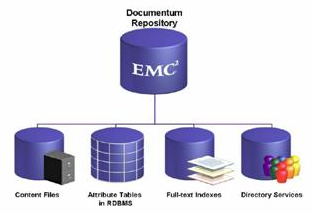 Documentum
Repository
EMC²
Content Files
Attribute Tables
in RDBMS
Full-text Indexes
Directory Services